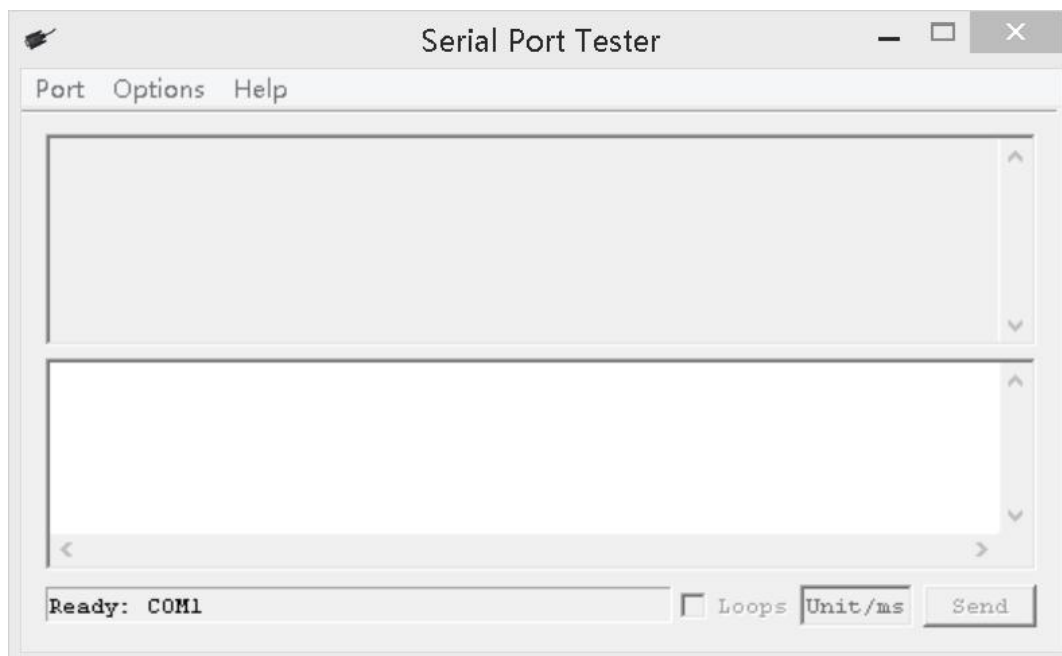 Serial Port Tester
Port Options Help
Ready: COM1 Loops Unit/ms Send